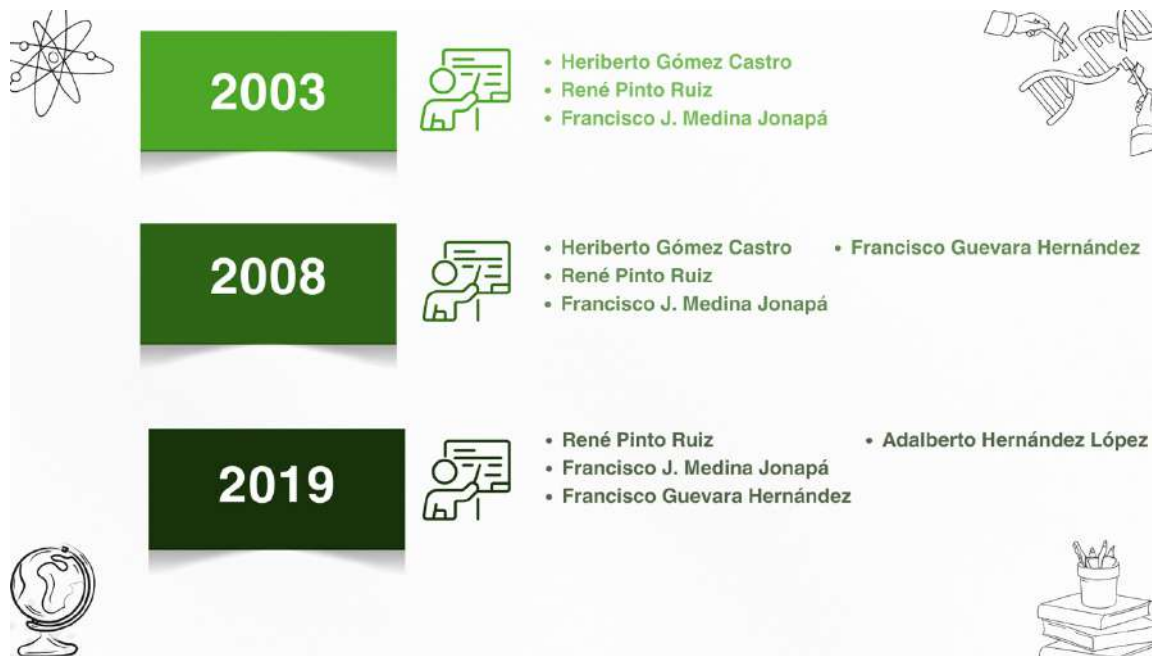 2003
• Heriberto Gómez Castro
• René Pinto Ruiz
• Francisco J. Medina Jonapá
2008
• Heriberto Gómez Castro
• René Pinto Ruiz
• Francisco J. Medina Jonapá
• Francisco Guevara Hernández
2019
• René Pinto Ruiz
• Francisco J. Medina Jonapá
• Francisco Guevara Hernández
• Adalberto Hernández López